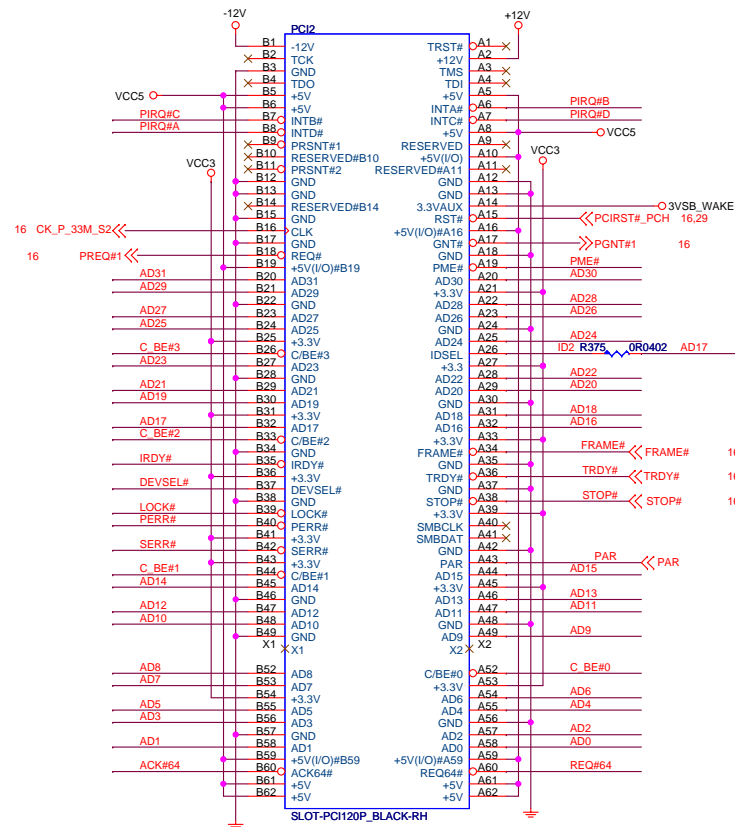 -12V +12V
PCI2
B1 -12V TRST# A1
B2 TCK +12V A2
B3 GND TMS A3
B4 TDO TDI A4
VCC5 B5 +5V +5V A5
B6 +5V INTA# A6 PIRQ#B
PIRQ#C B7 INTB# INTC# A7 PIRQ#D
PIRQ#A B8 INTD# +5V A8 VCC5
B9 PRSNT#1 RESERVED A9
B10 RESERVED#B10 +5V(I/O) A10
VCC3 B11 PRSNT#2 RESERVED#A11 A11 VCC3
B12 GND GND A12
B13 GND GND A13
B14 RESERVED#B14 3.3VAUX A14 3VSB_WAKE
B15 GND RST# A15 PCIRST#_PCH 16,29
16 CK_P_33M_S2 B16 CLK +5V(I/O)#A16 A16
B17 GND GNT# A17 PGNT#1 16
16 PREQ#1 B18 REQ# GND A18
B19 +5V(I/O)#B19 PME# A19 PME#
AD31 B20 AD31 AD30 A20 AD30
AD29 B21 AD29 +3.3V A21
B22 GND AD28 A22 AD28
AD27 B23 AD27 AD26 A23 AD26
AD25 B24 AD25 GND A24
B25 +3.3V AD24 A25 AD24
C_BE#3 B26 C/BE#3 IDSEL A26 ID2 R375 0R0402 AD17
AD23 B27 AD23 +3.3 A27
B28 GND AD22 A28 AD22
AD21 B29 AD21 AD20 A29 AD20
AD19 B30 AD19 GND A30
B31 +3.3V AD18 A31 AD18
AD17 B32 AD17 AD16 A32 AD16
C_BE#2 B33 C/BE#2 +3.3V A33
B34 GND FRAME# A34 FRAME# FRAME# 16
IRDY# B35 IRDY# GND A35
B36 +3.3V TRDY# A36 TRDY# TRDY# 16
DEVSEL# B37 DEVSEL# GND A37
B38 GND STOP# A38 STOP# STOP# 16
LOCK# B39 LOCK# +3.3V A39
PERR# B40 PERR# SMBCLK A40
B41 +3.3V SMBDAT A41
SERR# B42 SERR# GND A42
B43 +3.3V PAR A43 PAR PAR
C_BE#1 B44 C/BE#1 AD15 A44 AD15
AD14 B45 AD14 +3.3V A45
B46 GND AD13 A46 AD13
AD12 B47 AD12 AD11 A47 AD11
AD10 B48 AD10 GND A48
B49 GND AD9 A49 AD9
X1 X1 X2 X2
AD8 B52 AD8 C/BE#0 A52 C_BE#0
AD7 B53 AD7 +3.3V A53
B54 +3.3V AD6 A54 AD6
AD5 B55 AD5 AD4 A55 AD4
AD3 B56 AD3 GND A56
B57 GND AD2 A57 AD2
AD1 B58 AD1 AD0 A58 AD0
B59 +5V(I/O)#B59 +5V(I/O)#A59 A59
ACK#64 B60 ACK64# REQ64# A60 REQ#64
B61 +5V +5V A61
B62 +5V +5V A62
SLOT-PCI120P_BLACK-RH